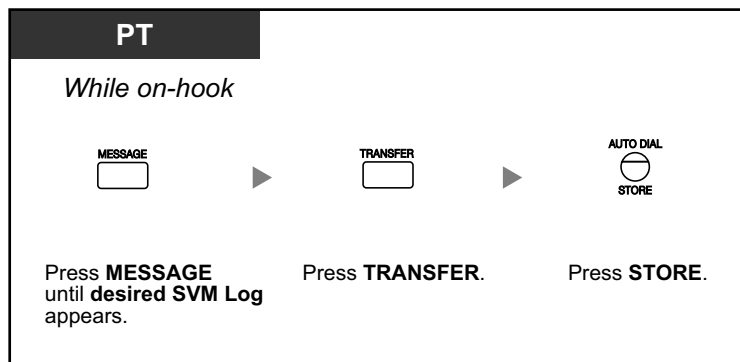 PT
While on-hook
MESSAGE
TRANSFER
AUTO DIAL
STORE
Press MESSAGE
until desired SVM Log
appears.
Press TRANSFER.
Press STORE.